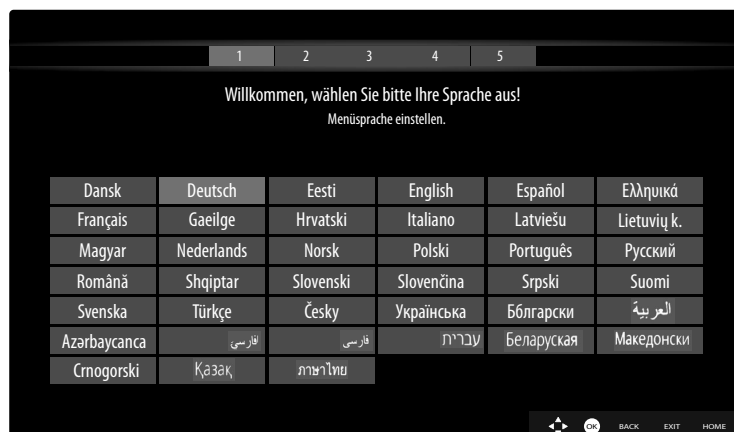 1 2 3 4 5
Willkommen, wählen Sie bitte Ihre Sprache aus!
Menüsprache einstellen.
Dansk Deutsch Eesti English Español Ελληυικά
Français Gaeilge Hrvatski Italiano Latviešu Lietuvių k.
Magyar Nederlands Norsk Polski Português Русский
Română Shqiptar Slovenski Slovenčina Srpski Suomi
Svenska Türkçe Česky Українська Бблгарски العربية
Azərbaycanca فارسي فارسی עברית Беларуская Македонски
Crnogorski Қазақ ภาษาไทย
OK BACK EXIT HOME